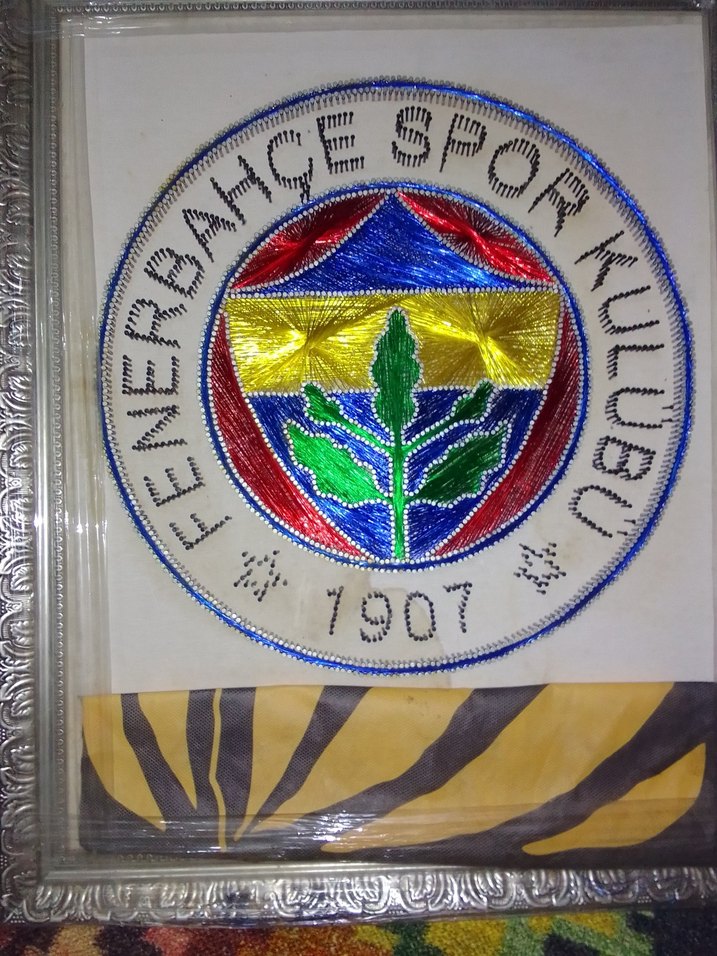 FENERBAHÇE SPOR KULÜBÜ
1907